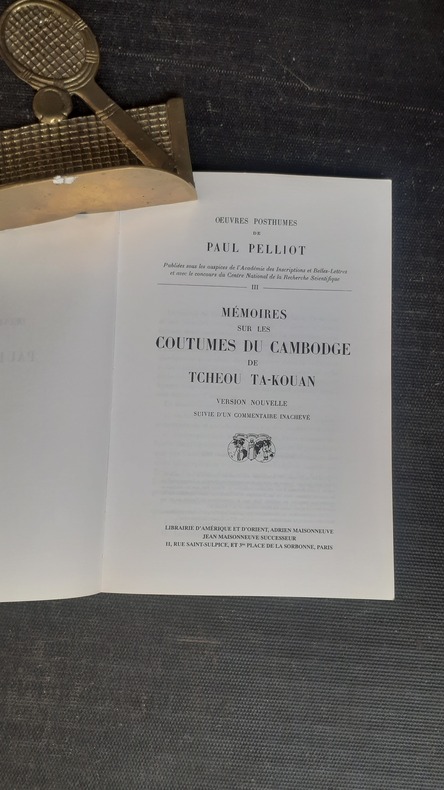 OEUVRES POSTHUMES
DE
PAUL PELLIOT
Publiées sous les auspices de l'Académie des Inscriptions et Belles-Lettres
et avec le concours du Centre National de la Recherche Scientifique
III
MÉMOIRES
SUR LES
COUTUMES DU CAMBODGE
DE
TCHEOU TA-KOUAN
VERSION NOUVELLE
SUIVIE D'UN COMMENTAIRE INACHEVÉ
LIBRAIRIE D'AMÉRIQUE ET D'ORIENT, ADRIEN MAISONNEUVE
JEAN MAISONNEUVE SUCCESSEUR
11, RUE SAINT-SULPICE, ET PLACE DE LA SORBONNE, PARIS